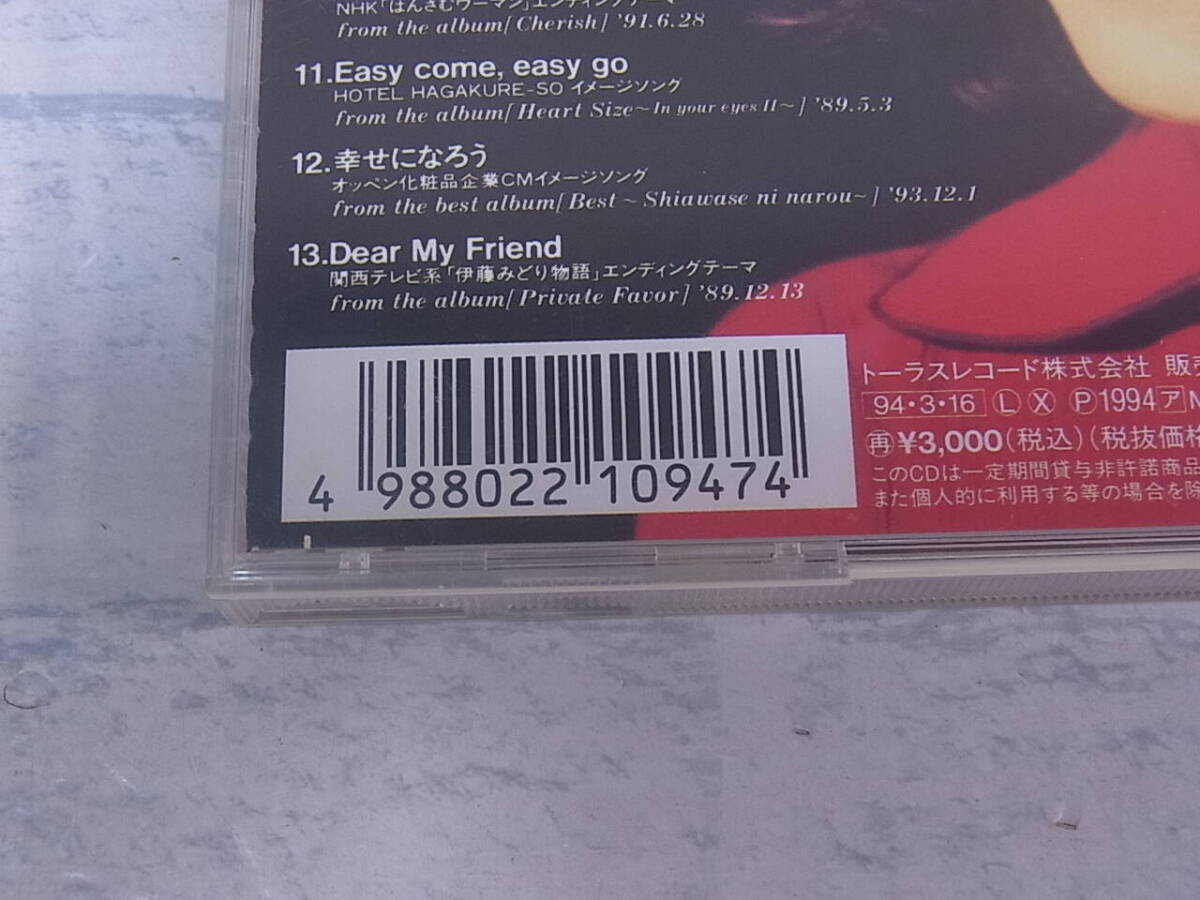 NHK「はんさむウーマン」エンディングテーマ
from the album[Cherish] '91.6.28
11.Easy come, easy go
HOTEL HAGAKURE-SO イメージソング
from the album[Heart Size~In your eyes II~] '89.5.3
12.幸せになろう
オッペン化粧品企業CMイメージソング
from the best album[Best~Shiawase ni narou~] '93.12.1
13.Dear My Friend
関西テレビ系「伊藤みどり物語」エンディングテーマ
from the album[Private Favor] '89.12.13
4 988022 109474
トーラスレコード株式会社 販売
94・3・16 Ⓛ Ⓧ Ⓟ1994 ア N
再 ¥3,000(税込)(税抜価格
このCDは一定期間貸与非許諾商品
また個人的に利用する等の場合を除